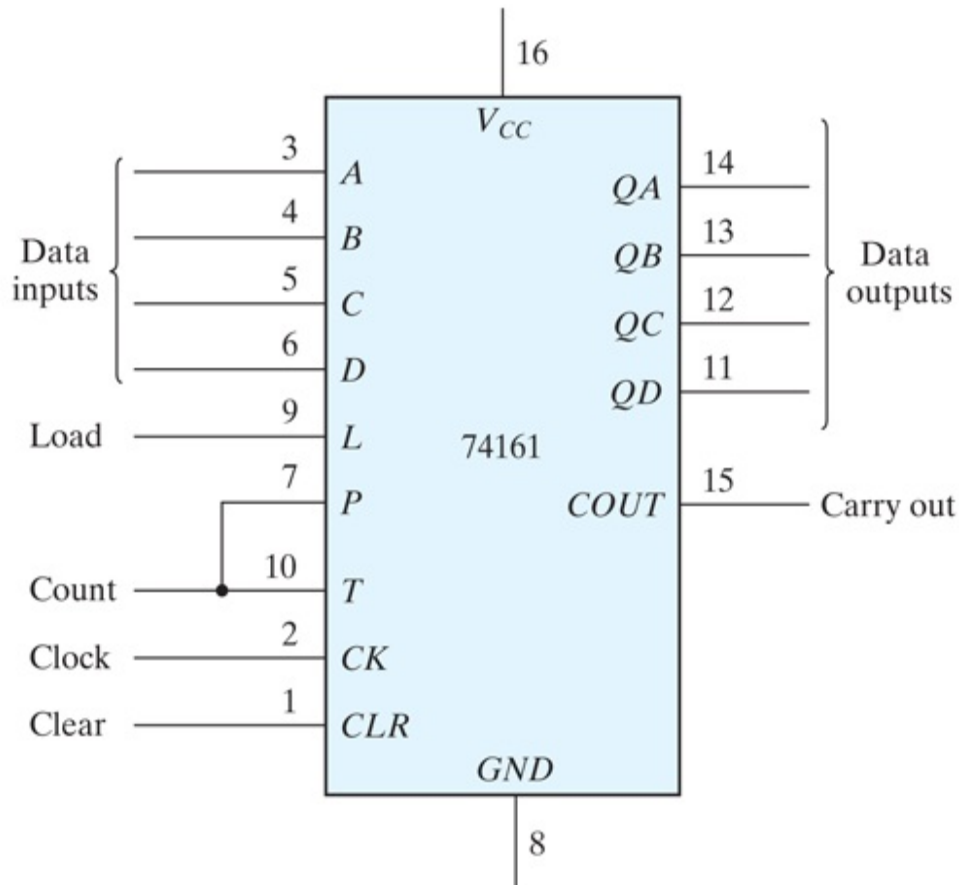 16
V_CC
3
A
14
QA
4
B
13
QB
Data
inputs
Data
outputs
5
C
12
QC
6
D
11
QD
Load
9
L
74161
7
P
15
COUT
Carry out
Count
10
T
Clock
2
CK
Clear
1
CLR
GND
8